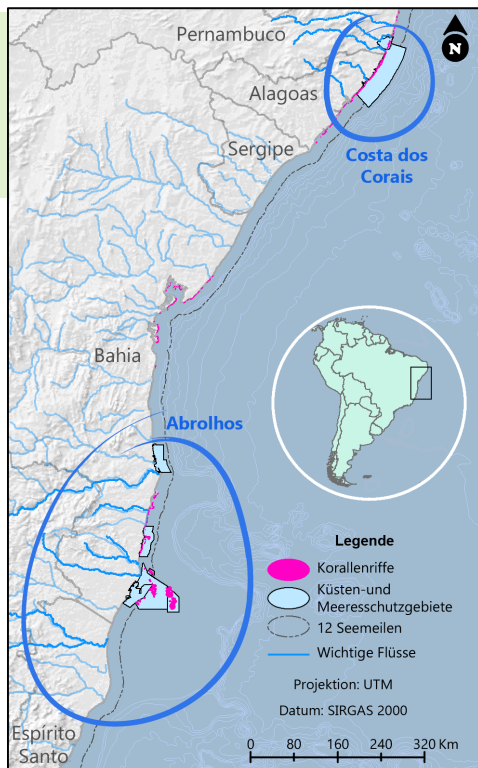 Pernambuco
N
Alagoas
Sergipe
Costa dos
Corais
Bahia
Abrolhos
Legende
Korallenriffe
Küsten-und
Meeresschutzgebiete
12 Seemeilen
Wichtige Flüsse
Projektion: UTM
Datum: SIRGAS 2000
Espirito
Santo
0 80 160 240 320 Km